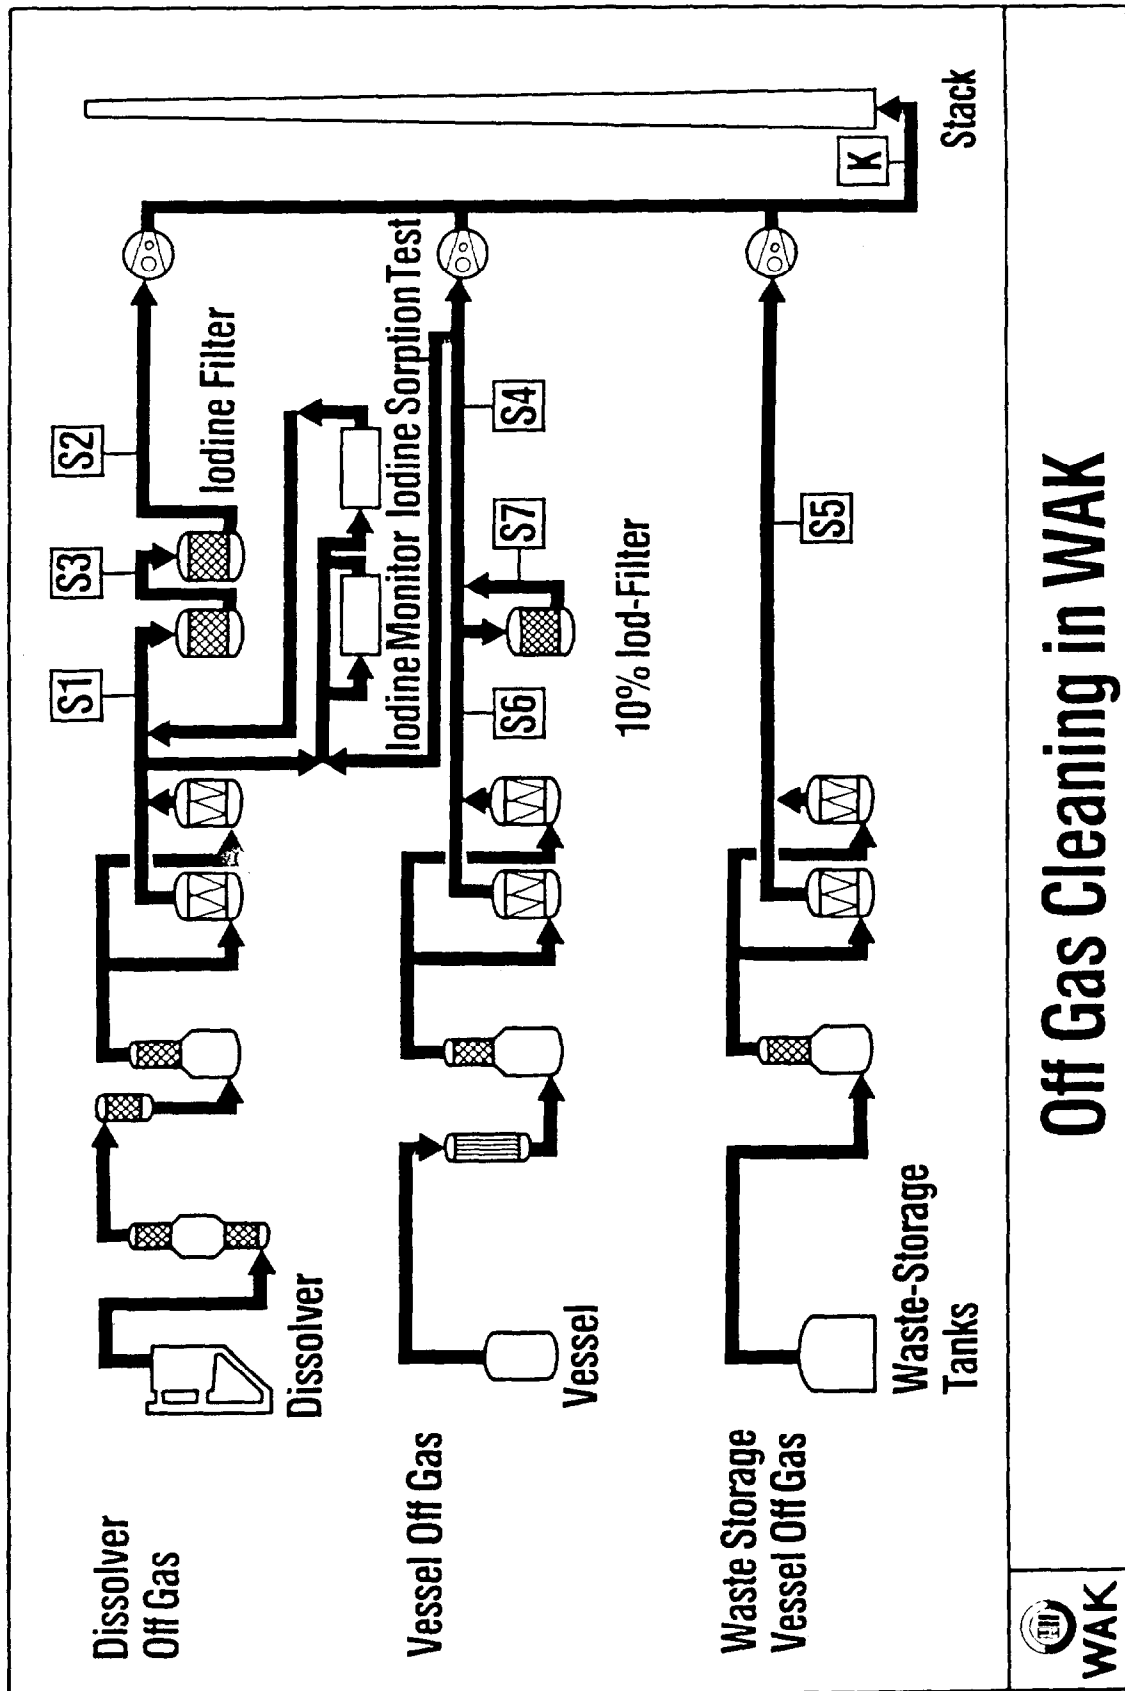 Dissolver
Off Gas
Dissolver
S1
S3
S2
Iodine Filter
Iodine Monitor
Iodine Sorption Test
Vessel Off Gas
Vessel
S6
S7
S4
10% Iod-Filter
Waste Storage
Vessel Off Gas
Waste-Storage
Tanks
S5
K
Stack
WAK
Off Gas Cleaning in WAK